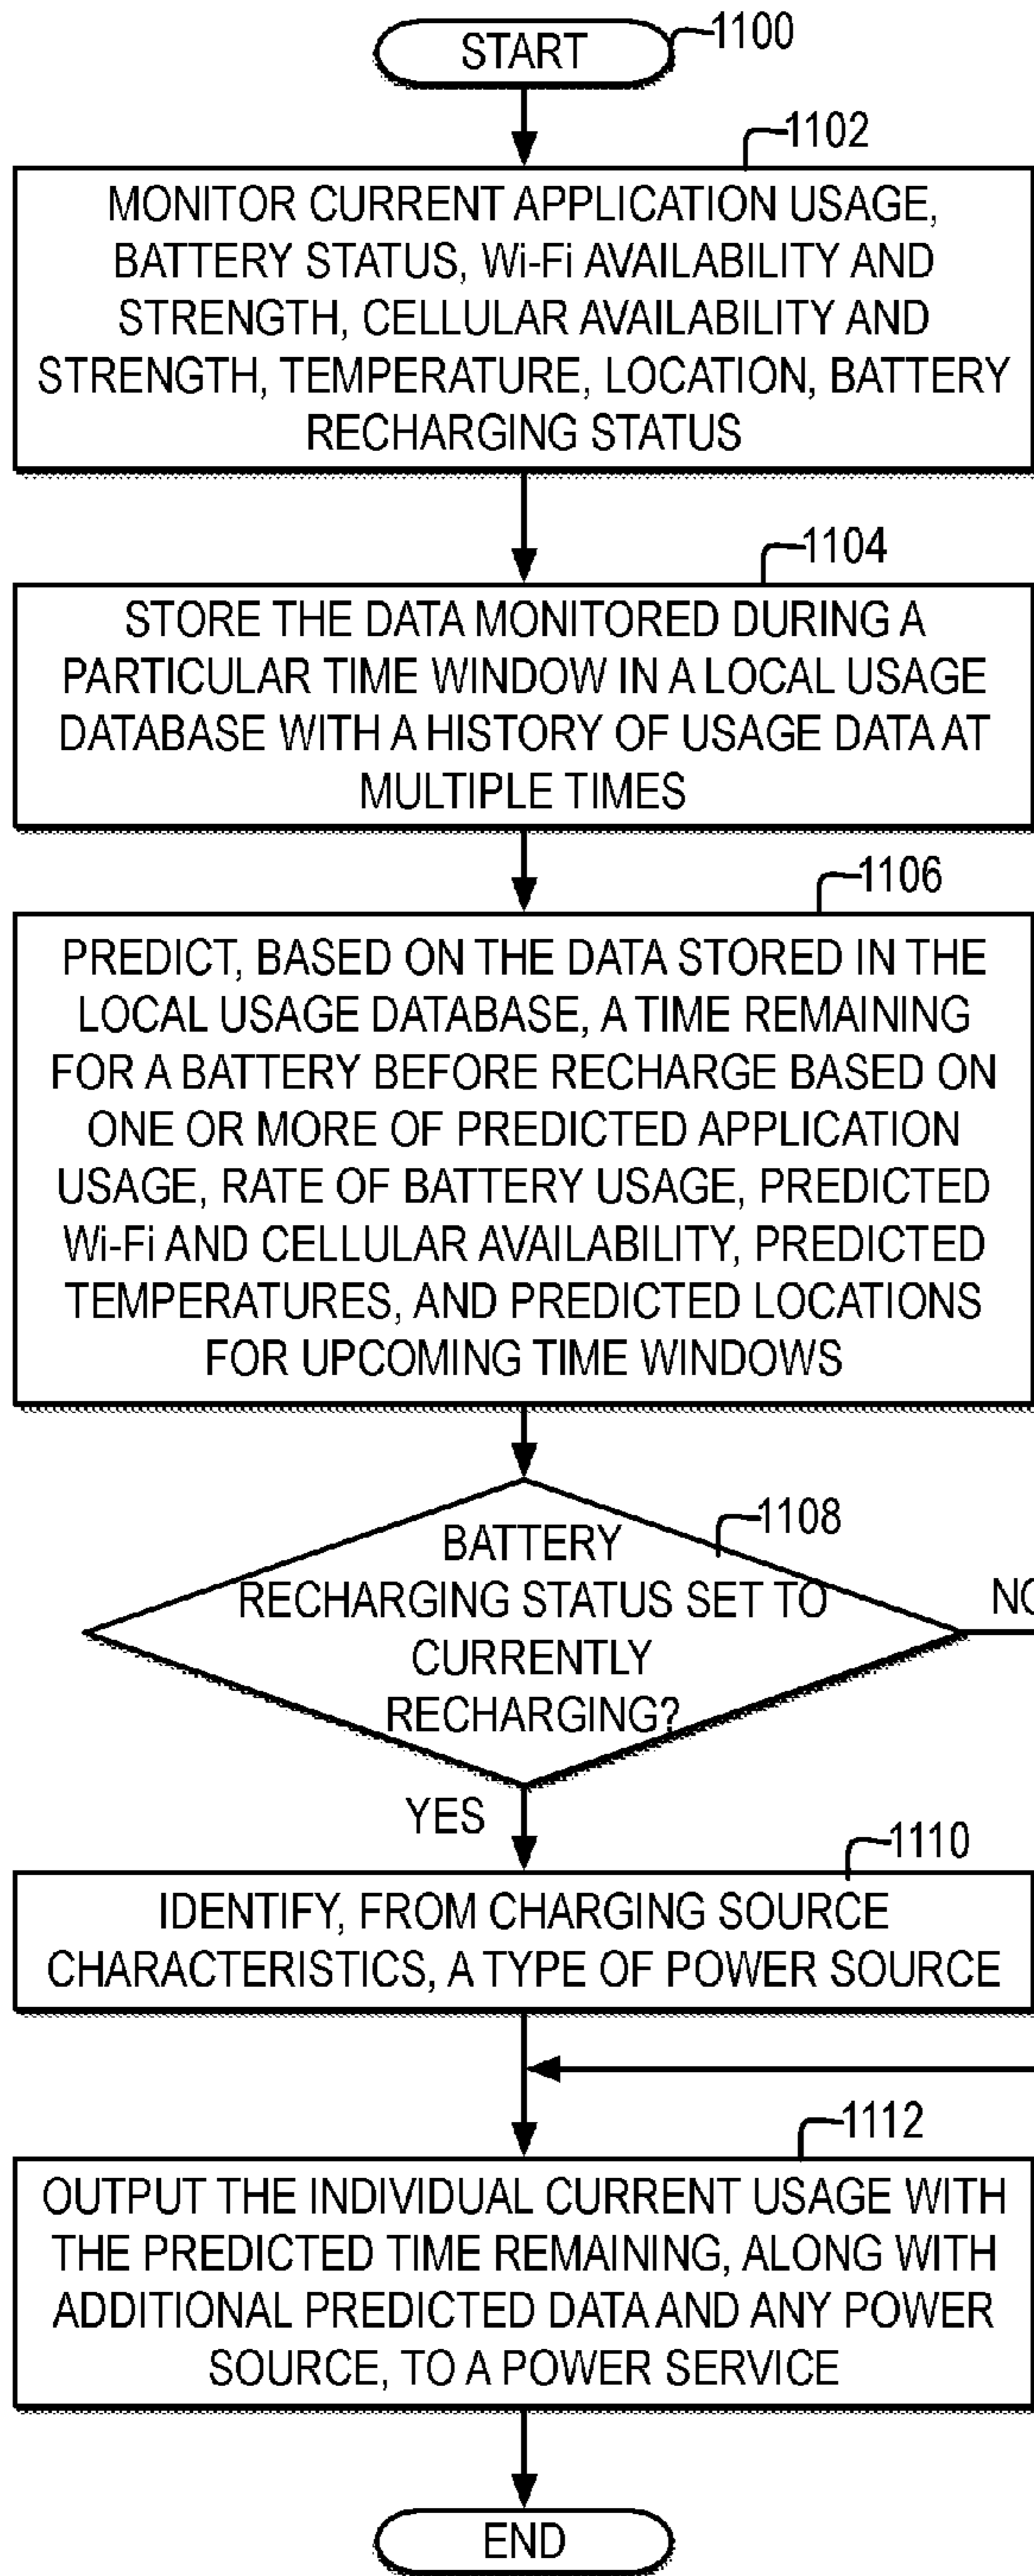 START
1100
1102
MONITOR CURRENT APPLICATION USAGE,
BATTERY STATUS, Wi-Fi AVAILABILITY AND
STRENGTH, CELLULAR AVAILABILITY AND
STRENGTH, TEMPERATURE, LOCATION, BATTERY
RECHARGING STATUS
1104
STORE THE DATA MONITORED DURING A
PARTICULAR TIME WINDOW IN A LOCAL USAGE
DATABASE WITH A HISTORY OF USAGE DATA AT
MULTIPLE TIMES
1106
PREDICT, BASED ON THE DATA STORED IN THE
LOCAL USAGE DATABASE, A TIME REMAINING
FOR A BATTERY BEFORE RECHARGE BASED ON
ONE OR MORE OF PREDICTED APPLICATION
USAGE, RATE OF BATTERY USAGE, PREDICTED
Wi-Fi AND CELLULAR AVAILABILITY, PREDICTED
TEMPERATURES, AND PREDICTED LOCATIONS
FOR UPCOMING TIME WINDOWS
1108
BATTERY
RECHARGING STATUS SET TO
CURRENTLY
RECHARGING?
NO
YES
1110
IDENTIFY, FROM CHARGING SOURCE
CHARACTERISTICS, A TYPE OF POWER SOURCE
1112
OUTPUT THE INDIVIDUAL CURRENT USAGE WITH
THE PREDICTED TIME REMAINING, ALONG WITH
ADDITIONAL PREDICTED DATA AND ANY POWER
SOURCE, TO A POWER SERVICE
END